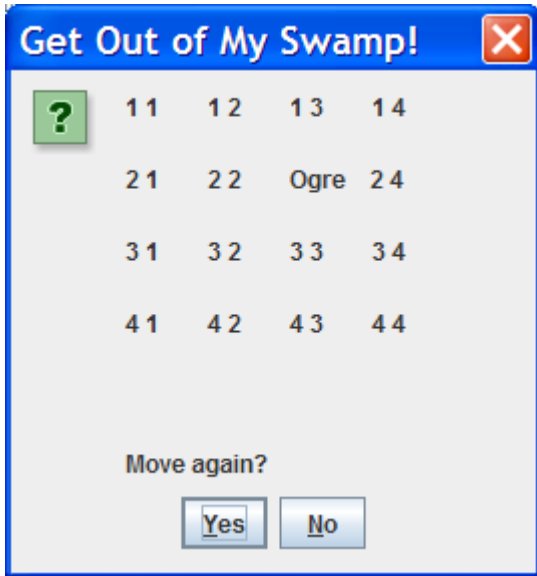 Get Out of My Swamp!
1 1 1 2 1 3 1 4
2 1 2 2 Ogre 2 4
3 1 3 2 3 3 3 4
4 1 4 2 4 3 4 4
Move again?
Yes No